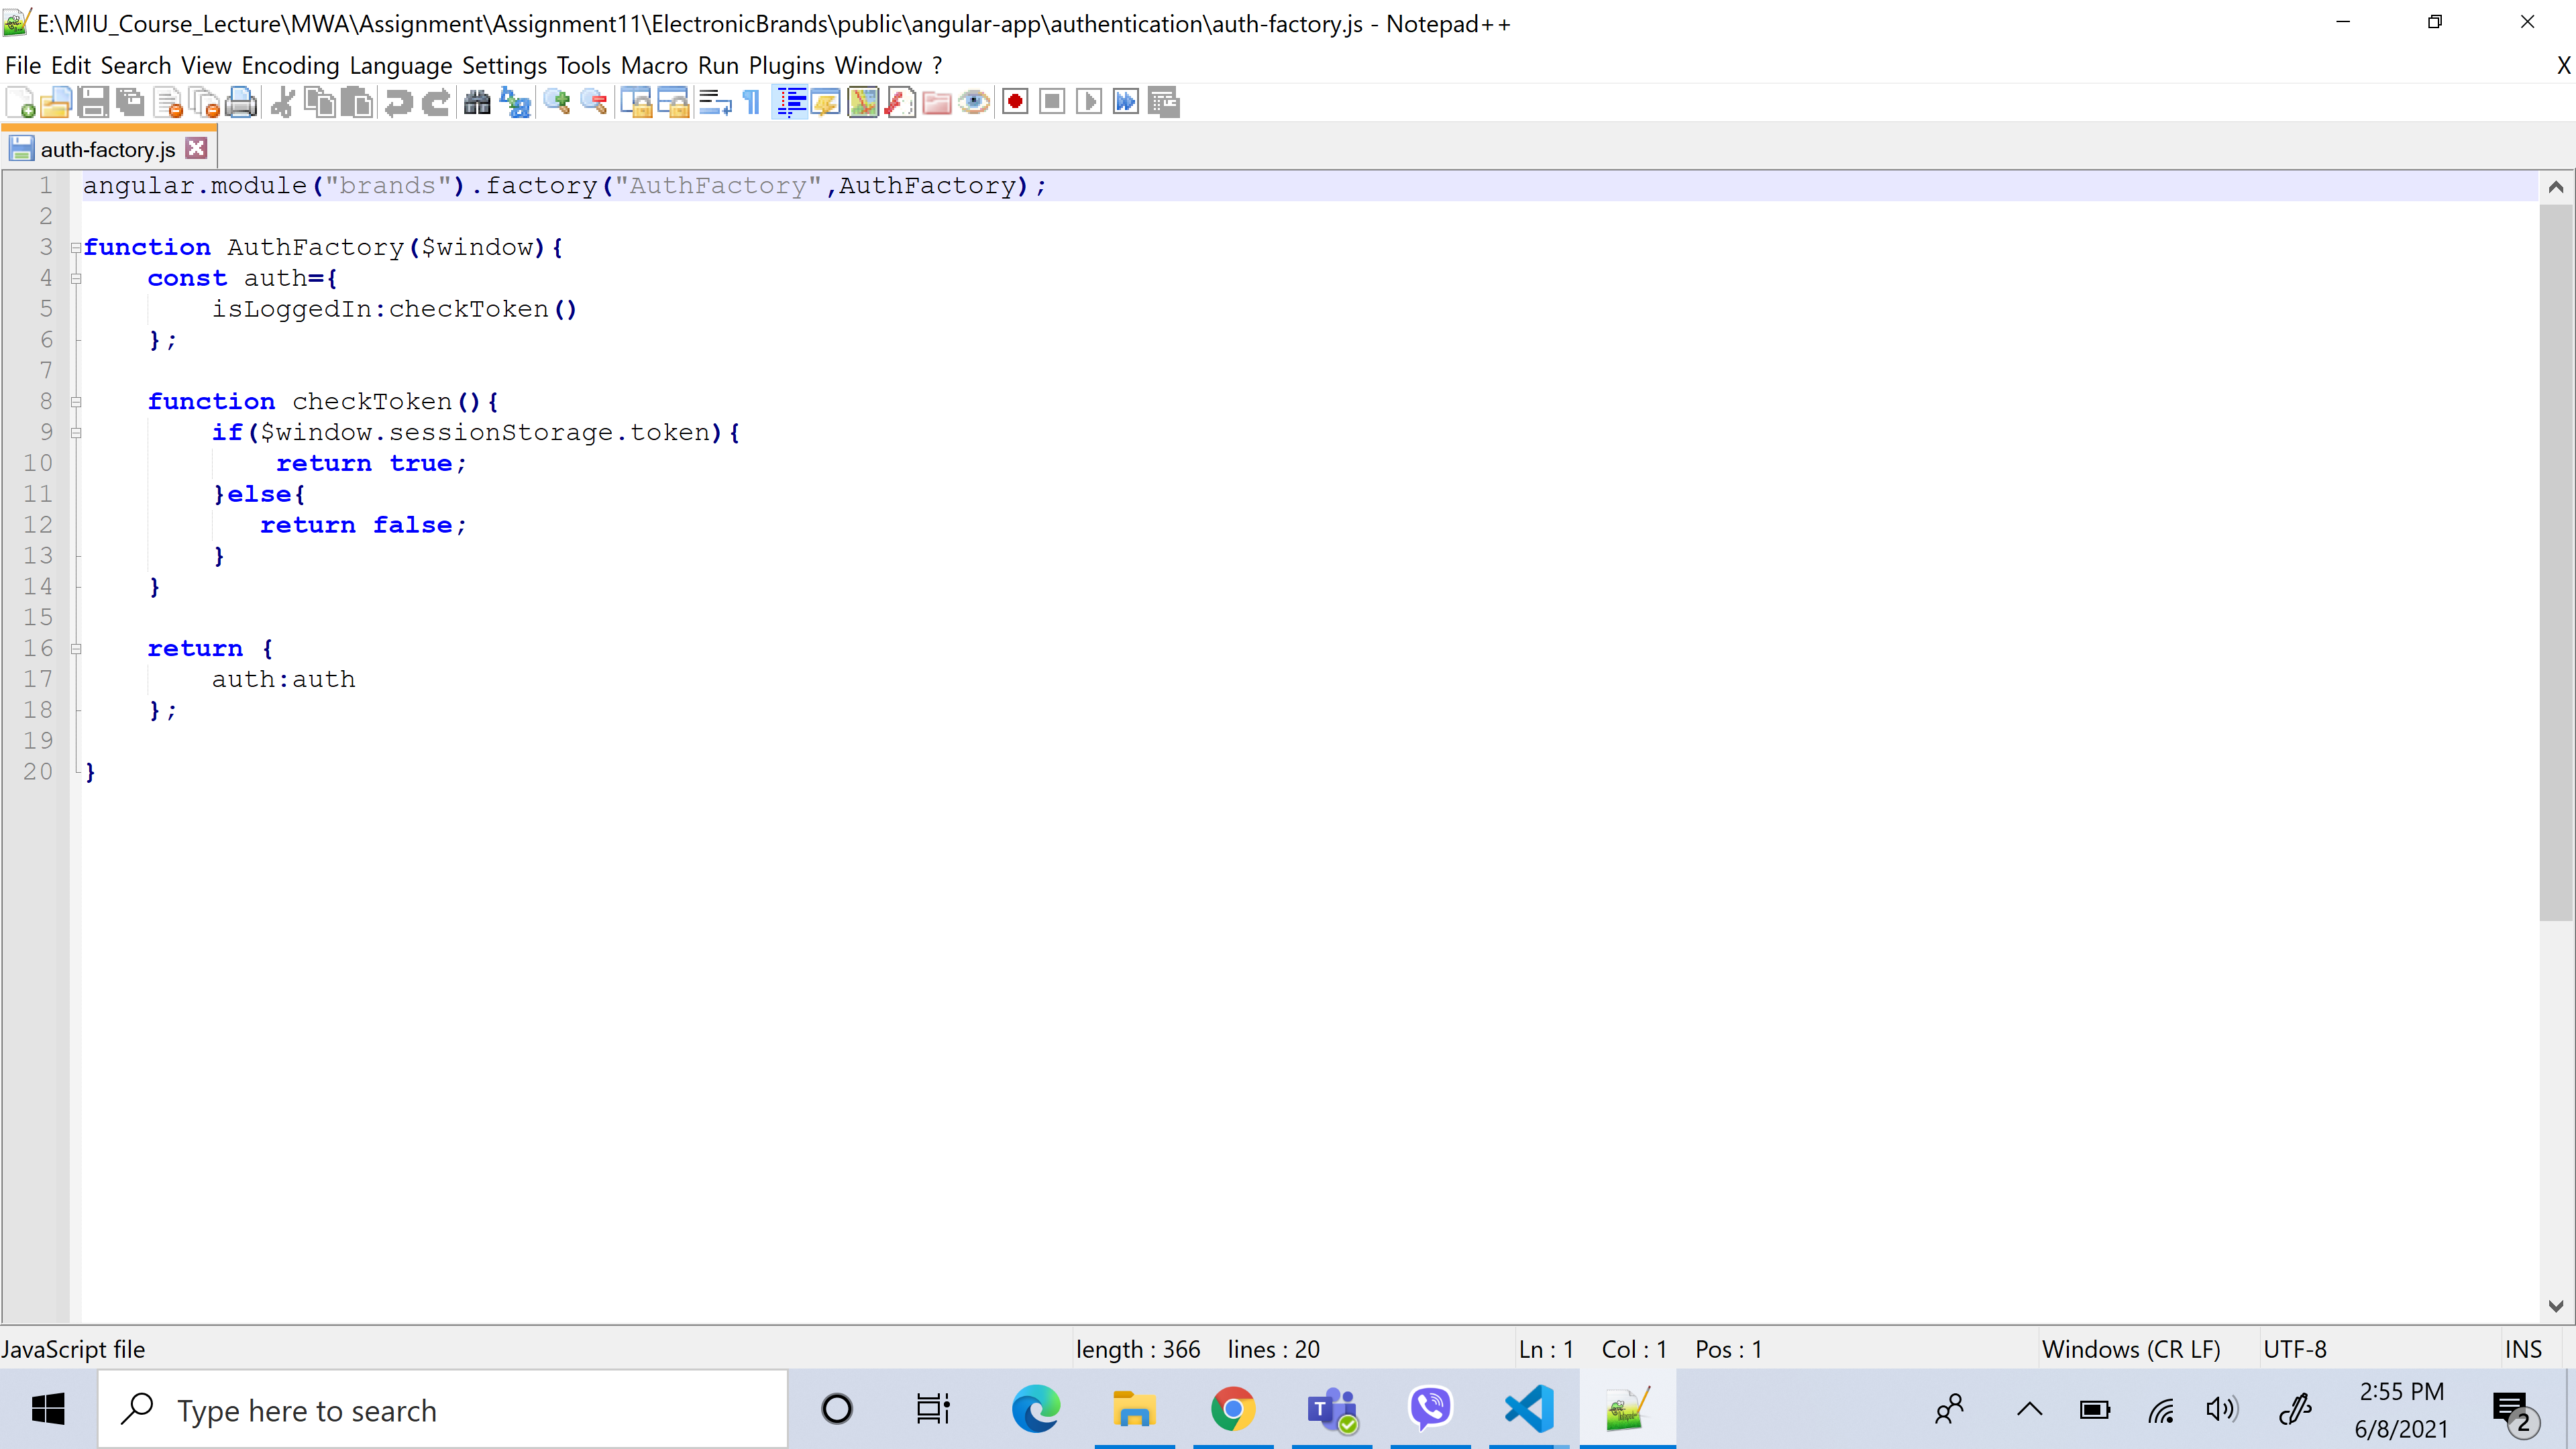 E:\MIU_Course_Lecture\MWA\Assignment\Assignment11\ElectronicBrands\public\angular-app\authentication\auth-factory.js - Notepad++
File Edit Search View Encoding Language Settings Tools Macro Run Plugins Window ?
X
auth-factory.js
1 angular.module("brands").factory("AuthFactory",AuthFactory);
2
3 function AuthFactory($window){
4     const auth={
5         isLoggedIn:checkToken()
6     };
7
8     function checkToken(){
9         if($window.sessionStorage.token){
10             return true;
11         }else{
12            return false;
13         }
14     }
15
16     return {
17         auth:auth
18     };
19
20 }
JavaScript file
length : 366 lines : 20
Ln : 1 Col : 1 Pos : 1
Windows (CR LF)
UTF-8
INS
Type here to search
T
2:55 PM
6/8/2021
2